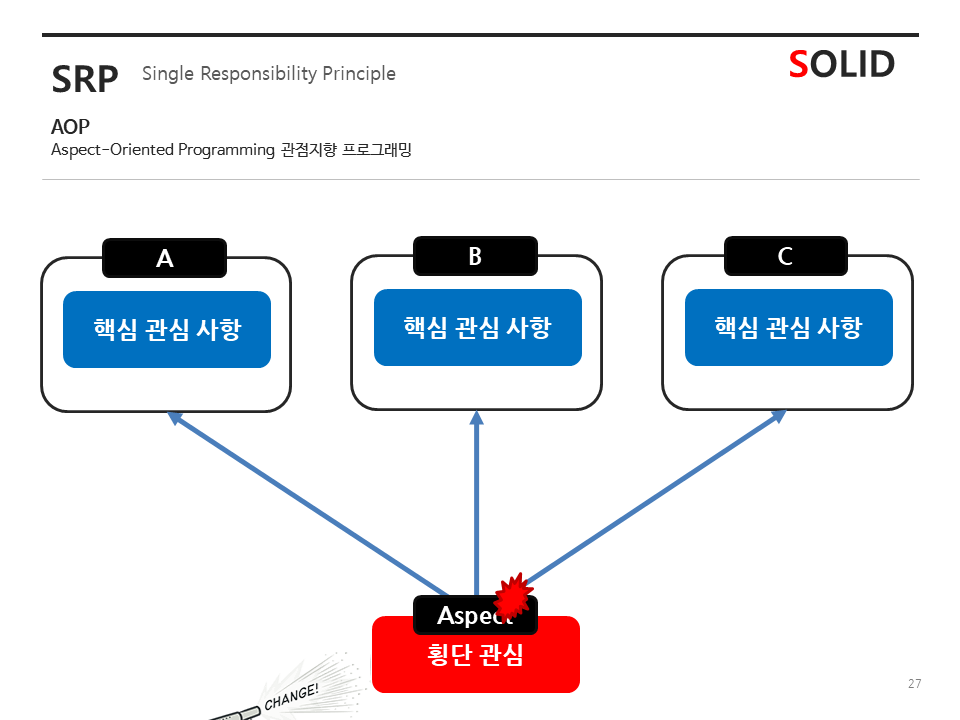 SRP Single Responsibility Principle
SOLID
AOP
Aspect-Oriented Programming 관점지향 프로그래밍
A
B
C
핵심 관심 사항
핵심 관심 사항
핵심 관심 사항
Aspect
횡단 관심
CHANGE!
27